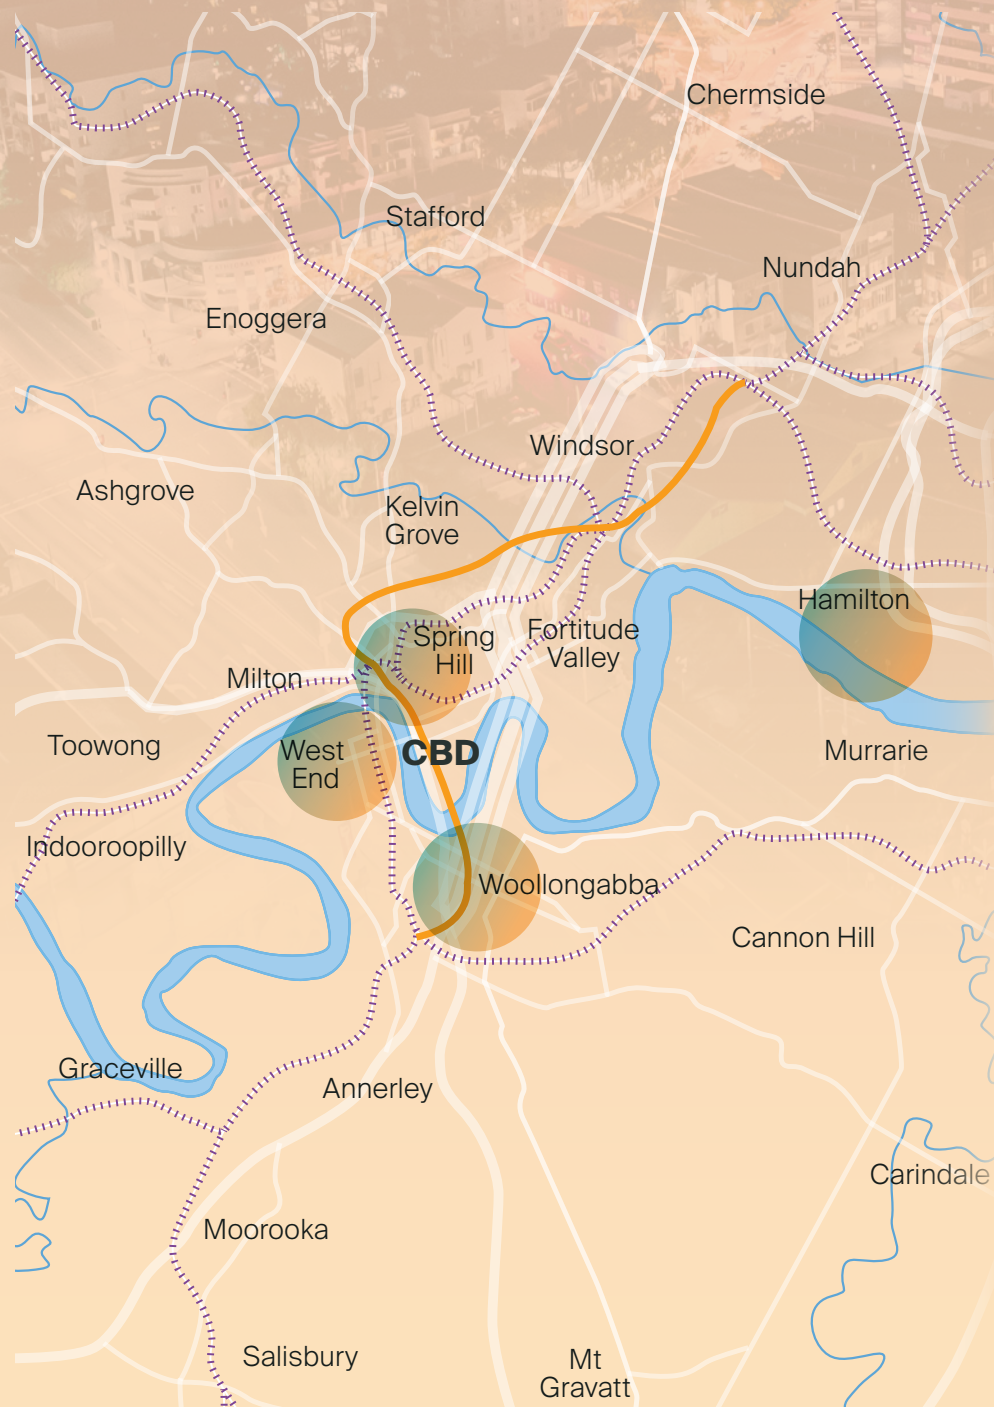 Chermside
Stafford
Nundah
Enoggera
Windsor
Ashgrove
Kelvin
Grove
Hamilton
Spring
Hill
Fortitude
Valley
Milton
Toowong
West
End
CBD
Murrarie
Indooroopilly
Woollongabba
Cannon Hill
Graceville
Annerley
Carindale
Moorooka
Salisbury
Mt
Gravatt